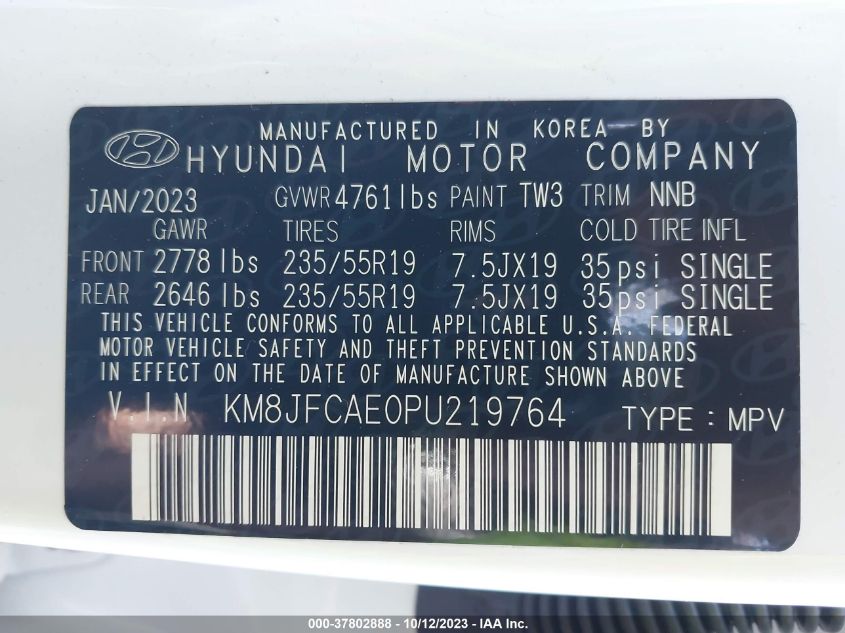 MANUFACTURED IN KOREA BY
HYUNDAI MOTOR COMPANY
JAN/2023 GVWR 4761lbs PAINT TW3 TRIM NNB
GAWR TIRES RIMS COLD TIRE INFL
FRONT 2778 lbs 235/55R19 7.5JX19 35psi SINGLE
REAR 2646 lbs 235/55R19 7.5JX19 35psi SINGLE
THIS VEHICLE CONFORMS TO ALL APPLICABLE U.S.A. FEDERAL
MOTOR VEHICLE SAFETY AND THEFT PREVENTION STANDARDS
IN EFFECT ON THE DATE OF MANUFACTURE SHOWN ABOVE.
V.I.N KM8JFCAE0PU219764 TYPE : MPV
000-37802888 - 10/12/2023 - IAA Inc.